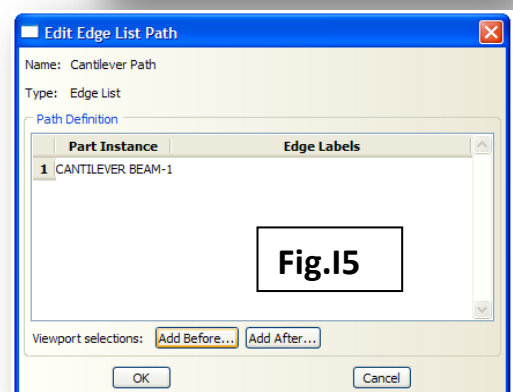 Edit Edge List Path
Name: Cantilever Path
Type: Edge List
Path Definition
Part Instance Edge Labels
1 CANTILEVER BEAM-1
Fig.I5
Viewport selections: Add Before... Add After...
OK Cancel